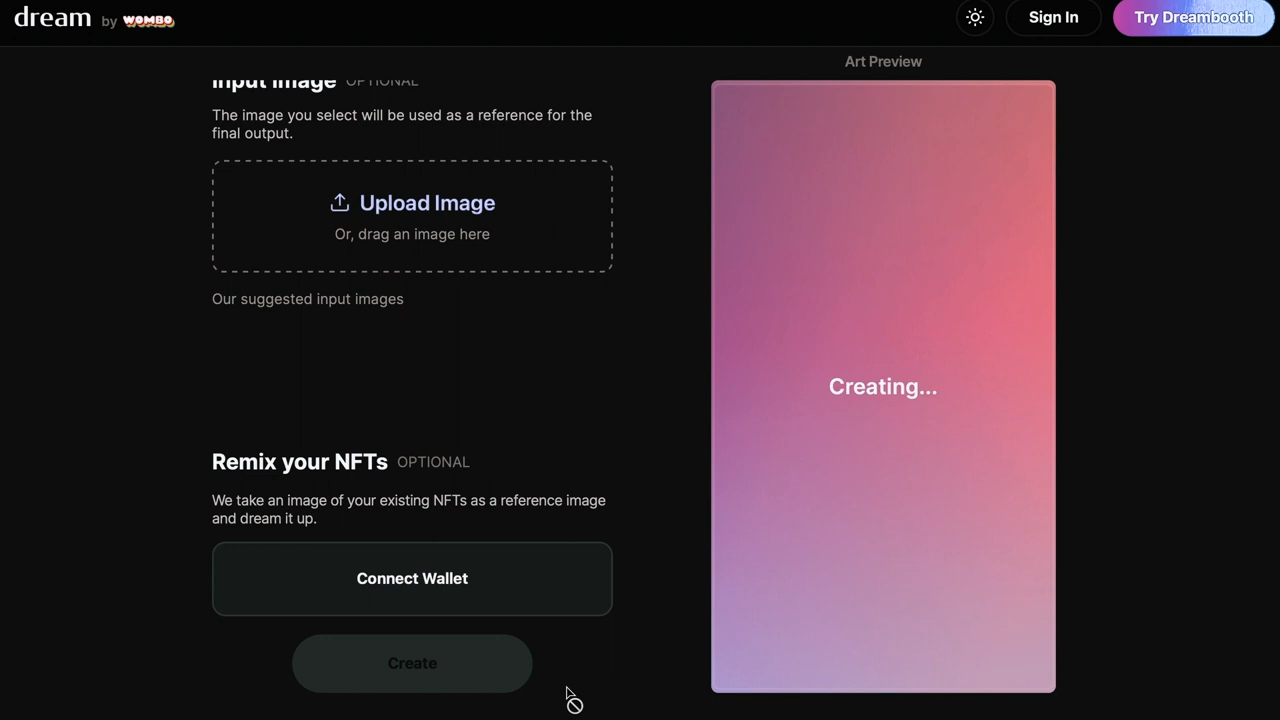 dream by WOMBO
Sign In
Try Dreambooth
Input Image OPTIONAL
The image you select will be used as a reference for the
final output.
Upload Image
Or, drag an image here
Our suggested input images
Remix your NFTs OPTIONAL
We take an image of your existing NFTs as a reference image
and dream it up.
Connect Wallet
Create
Art Preview
Creating...